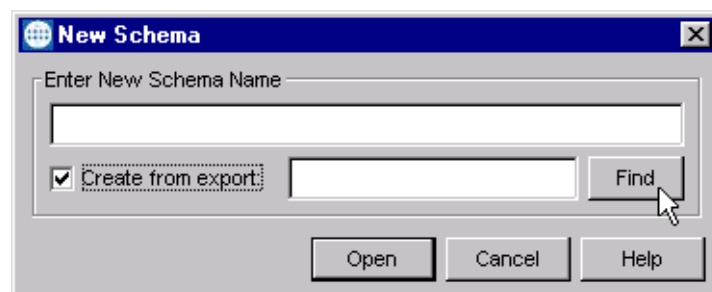 New Schema
Enter New Schema Name
Create from export: Find
Open Cancel Help